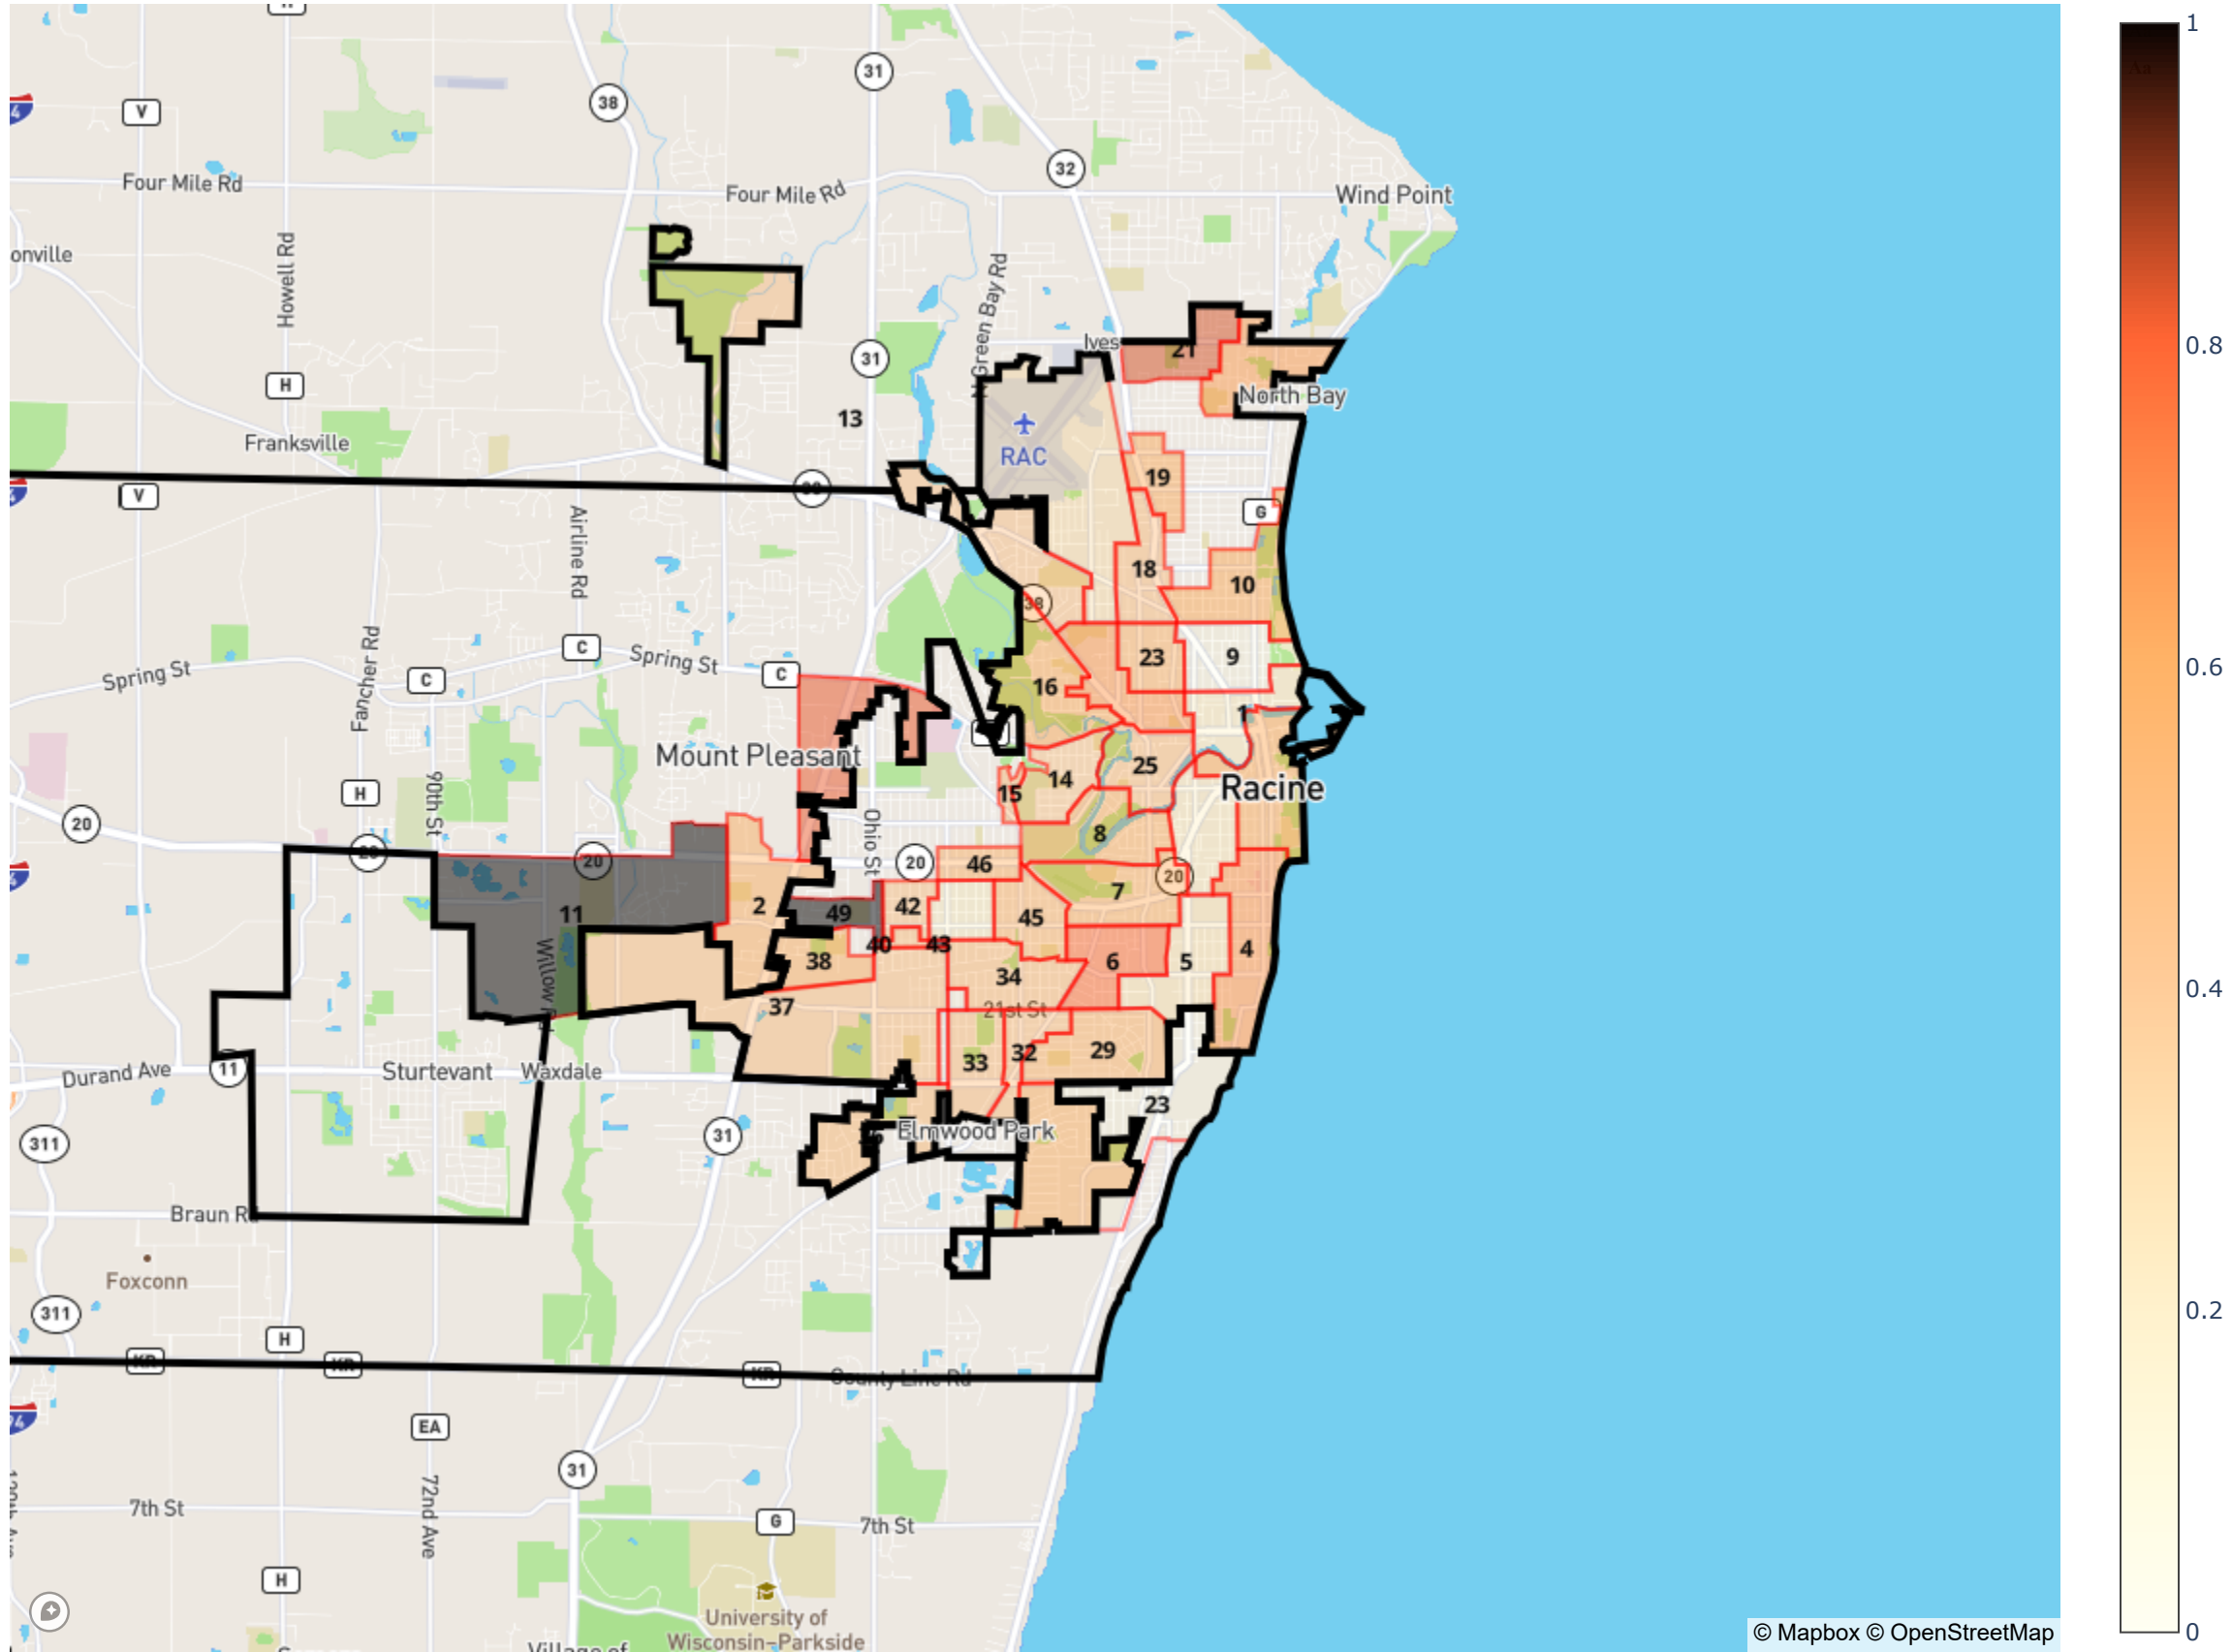 H
31
38
V
32
Four Mile Rd
Four Mile Rd
Wind Point
onville
Howell Rd
N Green Bay Rd
Ives
21
31
H
North Bay
13
RAC
Franksville
19
V
G
Airline Rd
18
10
38
Fancher Rd
C
Spring St
23
9
Spring St
C
C
16
1
Mount Pleasant
25
14
15
Racine
90th St
H
20
Ohio St
8
20
20
46
20
7
2
49
42
45
11
40
43
4
38
6
5
Willow Rd
34
37
21st St
33
32
29
11
Durand Ave
Sturtevant
Waxdale
23
311
31
Elmwood Park
Braun Rd
Foxconn
311
H
KR
KR
KR
County Line Rd
EA
31
72nd Ave
7th St
G
7th St
H
University of
Wisconsin–Parkside
Village of
© Mapbox © OpenStreetMap
1
0.8
0.6
0.4
0.2
0